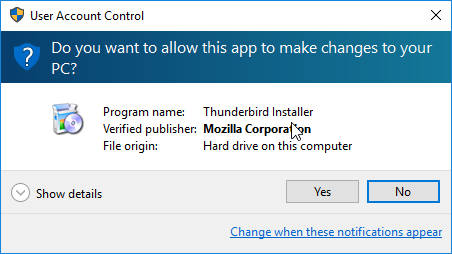 User Account Control
Do you want to allow this app to make changes to your
PC?
Program name: Thunderbird Installer
Verified publisher: Mozilla Corporation
File origin: Hard drive on this computer
Show details
Yes
No
Change when these notifications appear